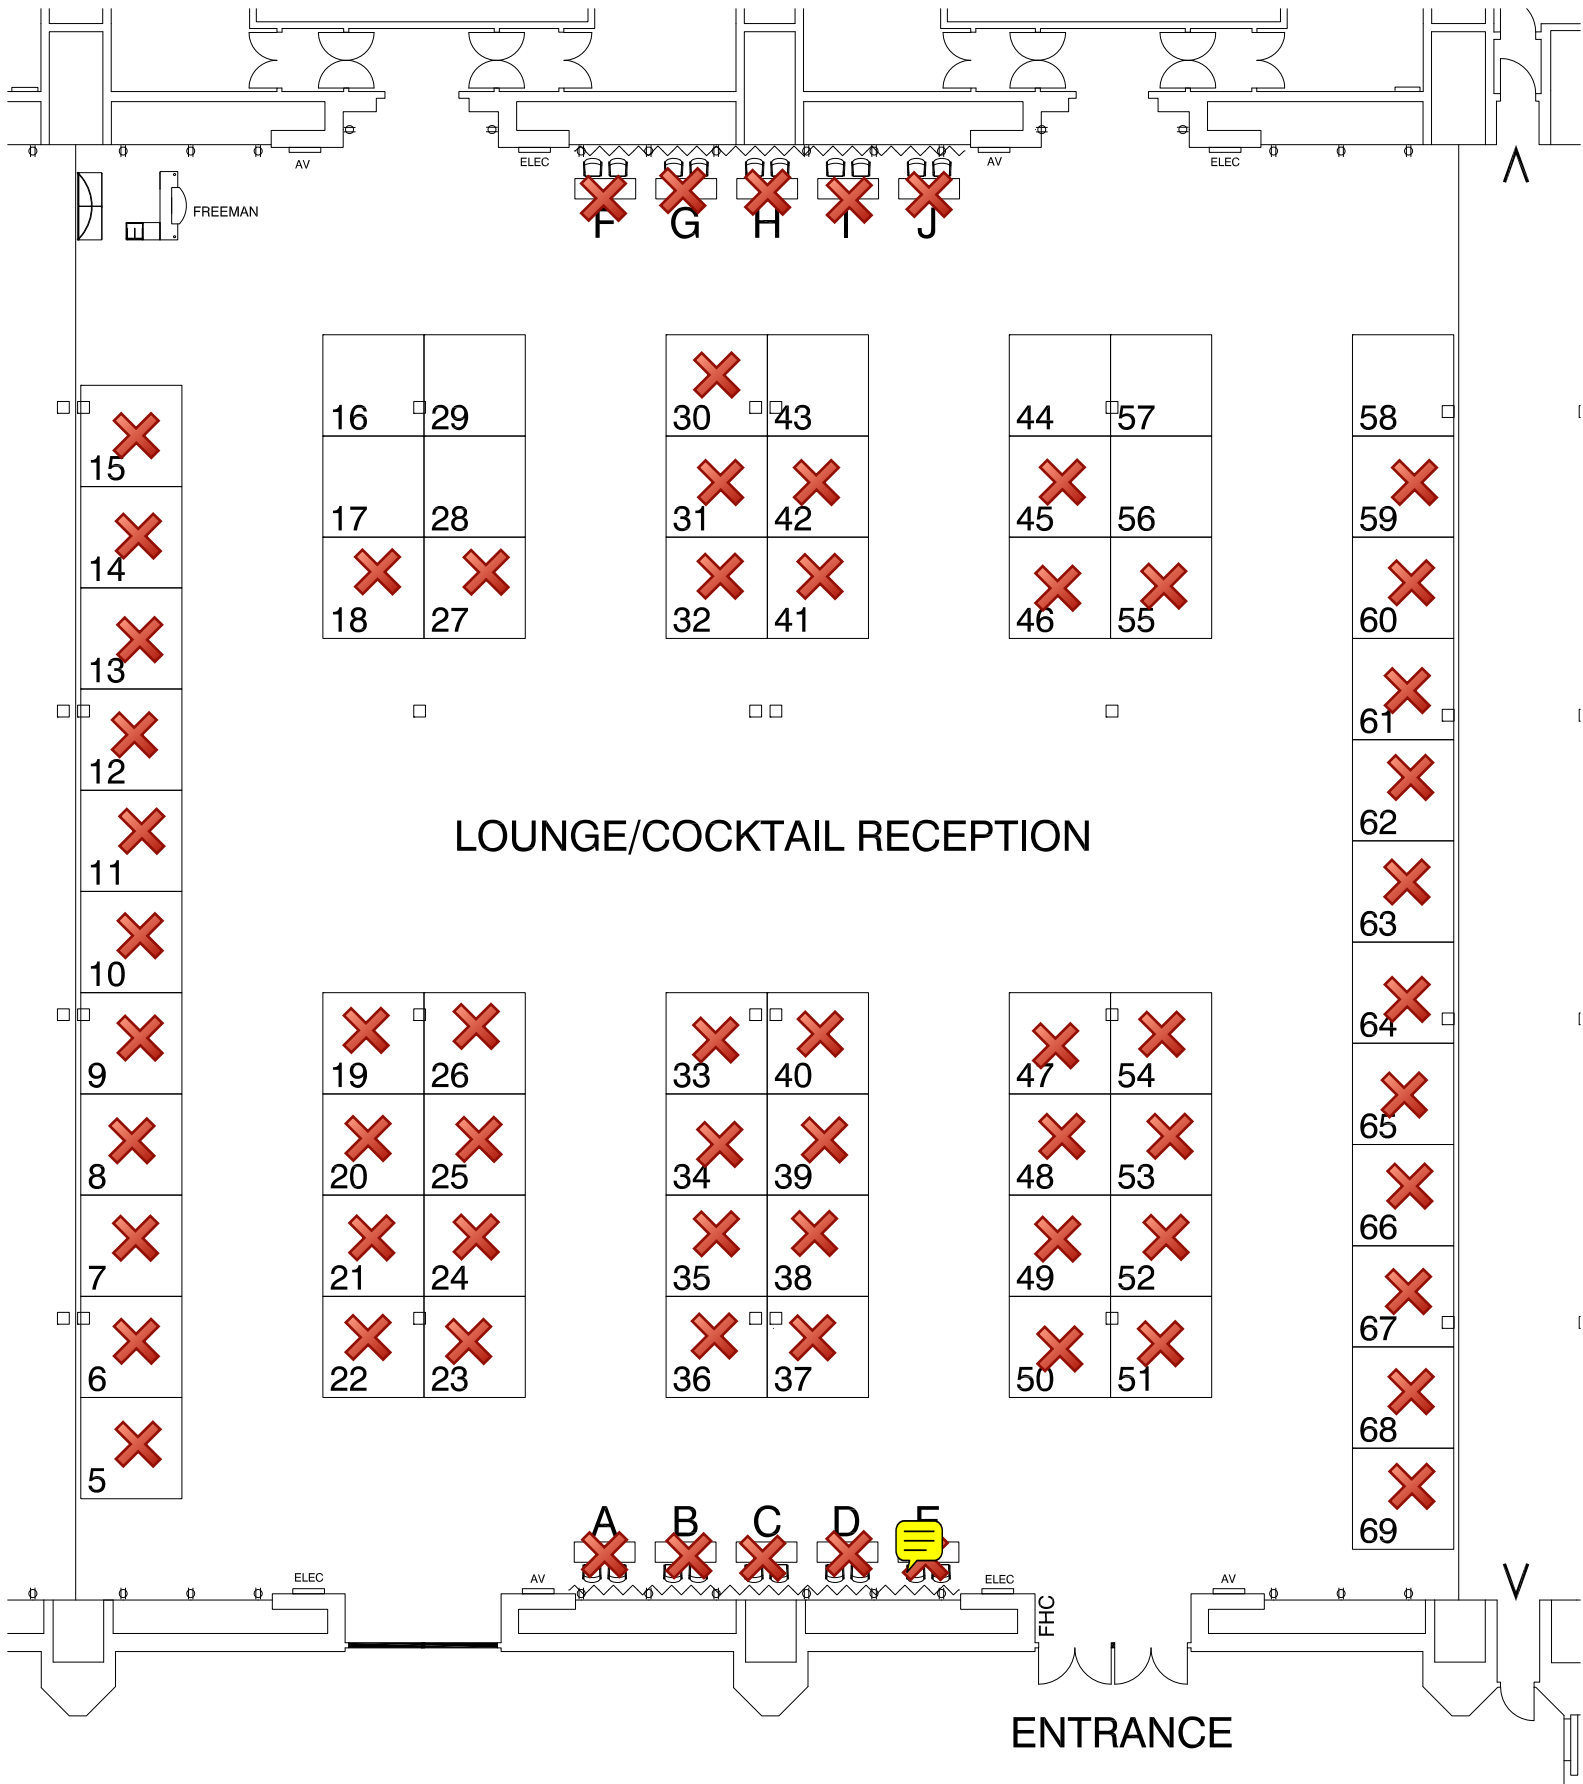 AV
ELEC
AV
ELEC
FREEMAN
F G H I J
16 29 30 43 44 57 58
15
17 28 31 42 45 56 59
14
18 27 32 41 46 55 60
13
61
12
LOUNGE/COCKTAIL RECEPTION
62
11
63
10
64
9 19 26 33 40 47 54
65
8 20 25 34 39 48 53
66
7 21 24 35 38 49 52
67
6 22 23 36 37 50 51
68
5
A B C D E
69
ELEC
AV
ELEC
AV
FHC
ENTRANCE